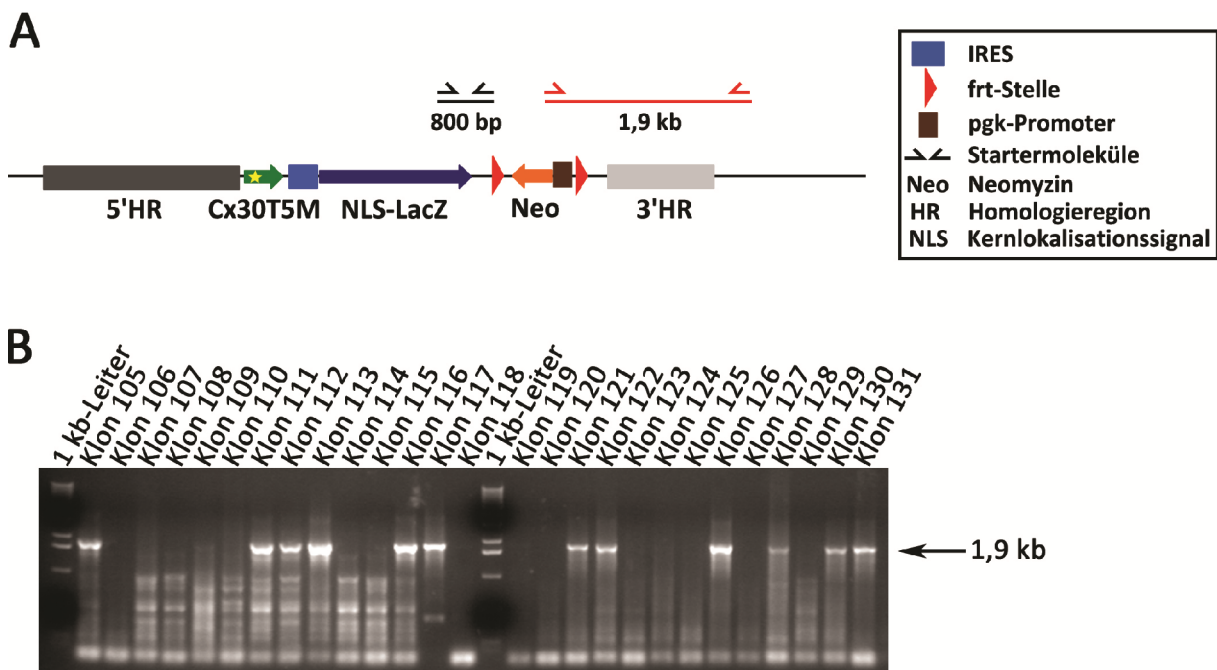 A
800 bp
1,9 kb
5'HR
Cx30T5M
NLS-LacZ
Neo
3'HR
IRES
frt-Stelle
pgk-Promoter
Startermoleküle
Neo Neomyzin
HR Homologieregion
NLS Kernlokalisationssignal
B
1 kb-Leiter
Klon 105
Klon 106
Klon 107
Klon 108
Klon 109
Klon 110
Klon 111
Klon 112
Klon 113
Klon 114
Klon 115
Klon 116
Klon 117
Klon 118
1 kb-Leiter
Klon 119
Klon 120
Klon 121
Klon 122
Klon 123
Klon 124
Klon 125
Klon 126
Klon 127
Klon 128
Klon 129
Klon 130
Klon 131
1,9 kb